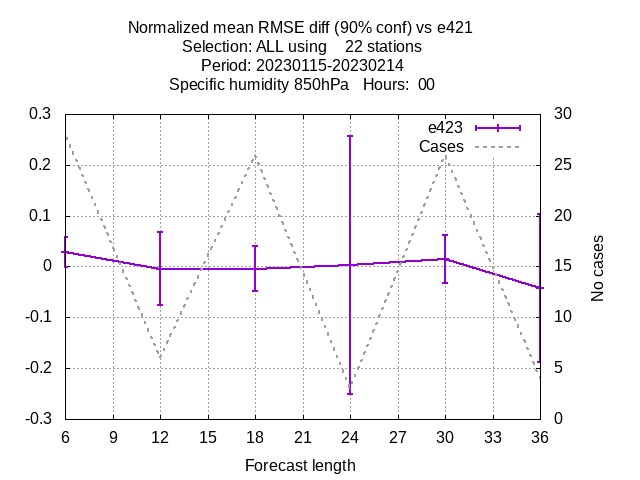 Normalized mean RMSE diff (90% conf) vs e421
Selection: ALL using    22 stations
Period: 20230115-20230214
Specific humidity 850hPa   Hours:  00
0.3
0.2
0.1
0
-0.1
-0.2
-0.3
30
25
20
15
10
5
0
e423
Cases
No cases
6 9 12 15 18 21 24 27 30 33 36
Forecast length